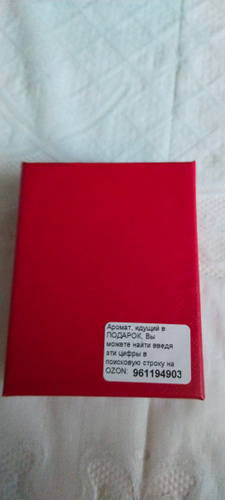 Аромат, идущий в
ПОДАРОК, Вы
можете найти введя
эти цифры в
поисковую строку на
OZON: 961194903